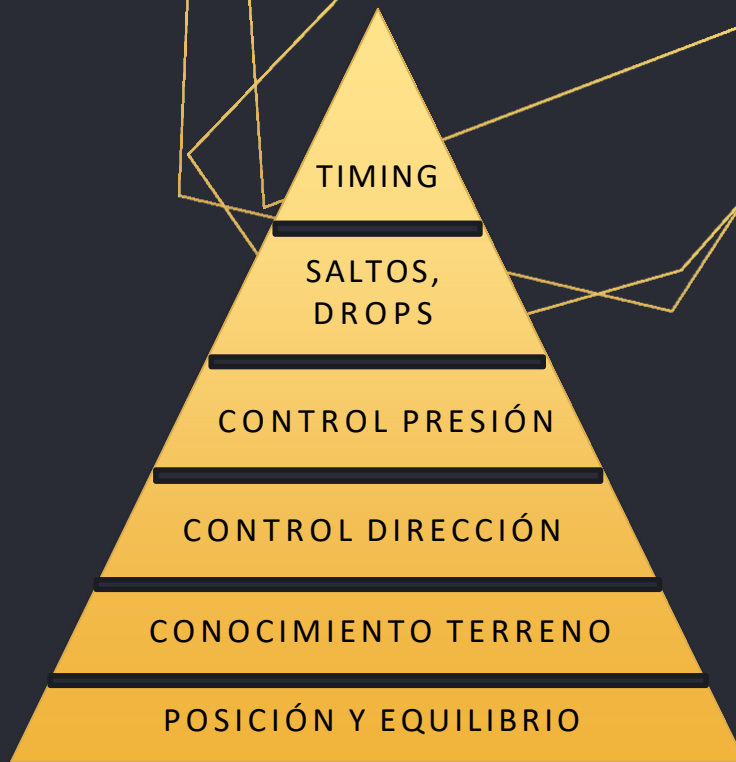 TIMING
SALTOS,
DROPS
CONTROL PRESIÓN
CONTROL DIRECCIÓN
CONOCIMIENTO TERRENO
POSICIÓN Y EQUILIBRIO